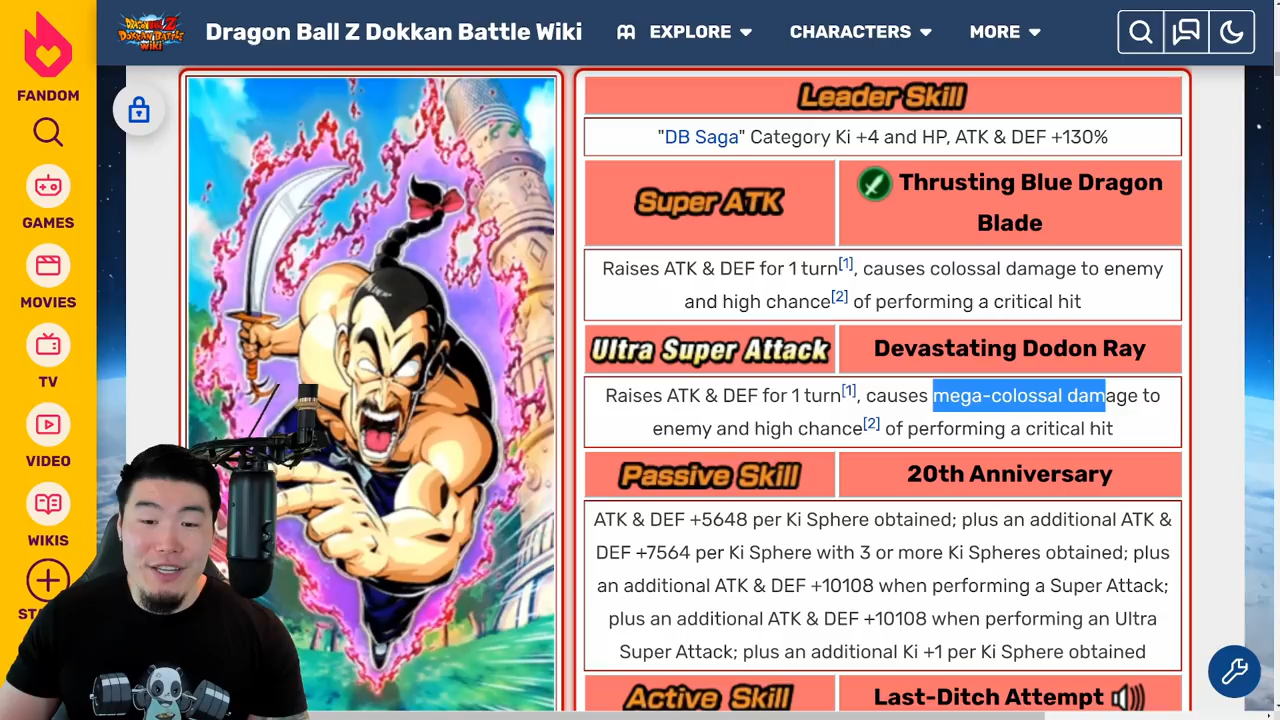 DRAGON BALL Z DOKKAN BATTLE WIKI
Dragon Ball Z Dokkan Battle Wiki
EXPLORE
CHARACTERS
MORE
FANDOM
GAMES
MOVIES
TV
VIDEO
WIKIS
Leader Skill
"DB Saga" Category Ki +4 and HP, ATK & DEF +130%
Super ATK
Thrusting Blue Dragon
Blade
Raises ATK & DEF for 1 turn[1], causes colossal damage to enemy
and high chance[2] of performing a critical hit
Ultra Super Attack
Devastating Dodon Ray
Raises ATK & DEF for 1 turn[1], causes mega-colossal damage to
enemy and high chance[2] of performing a critical hit
Passive Skill
20th Anniversary
ATK & DEF +5648 per Ki Sphere obtained; plus an additional ATK &
DEF +7564 per Ki Sphere with 3 or more Ki Spheres obtained; plus
an additional ATK & DEF +10108 when performing a Super Attack;
plus an additional ATK & DEF +10108 when performing an Ultra
Super Attack; plus an additional Ki +1 per Ki Sphere obtained
Active Skill
Last-Ditch Attempt